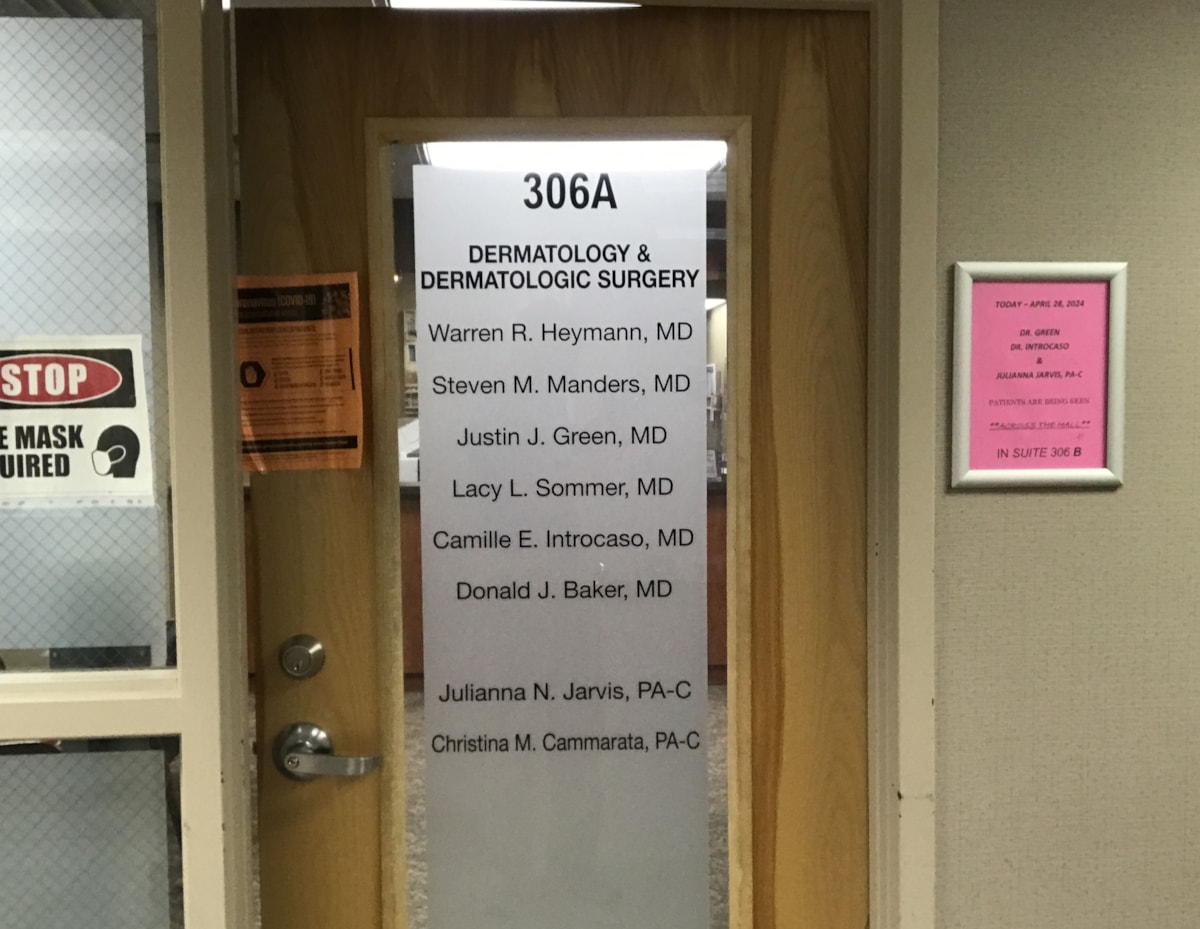 STOP
E MASK
UIRED
(COVID-19)
306A
DERMATOLOGY &
DERMATOLOGIC SURGERY
Warren R. Heymann, MD
Steven M. Manders, MD
Justin J. Green, MD
Lacy L. Sommer, MD
Camille E. Introcaso, MD
Donald J. Baker, MD
Julianna N. Jarvis, PA-C
Christina M. Cammarata, PA-C
TODAY – APRIL 26, 2024
DR. GREEN
DR. INTROCASO
&
JULIANNA JARVIS, PA-C
PATIENTS ARE BEING SEEN
**ACROSS THE HALL**
IN SUITE 306 B